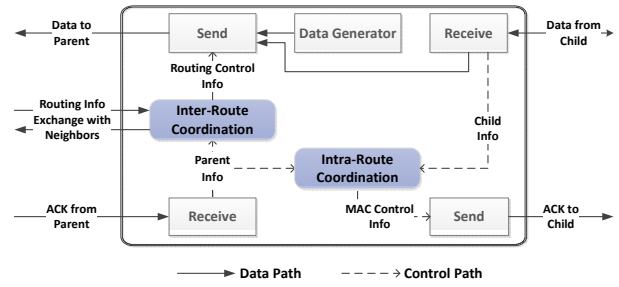 Data to
Parent
Send
Data Generator
Receive
Data from
Child
Routing Control
Info
Routing Info
Exchange with
Neighbors
Inter-Route
Coordination
Child
Info
Parent
Info
Intra-Route
Coordination
ACK from
Parent
Receive
MAC Control
Info
Send
ACK to
Child
Data Path
Control Path